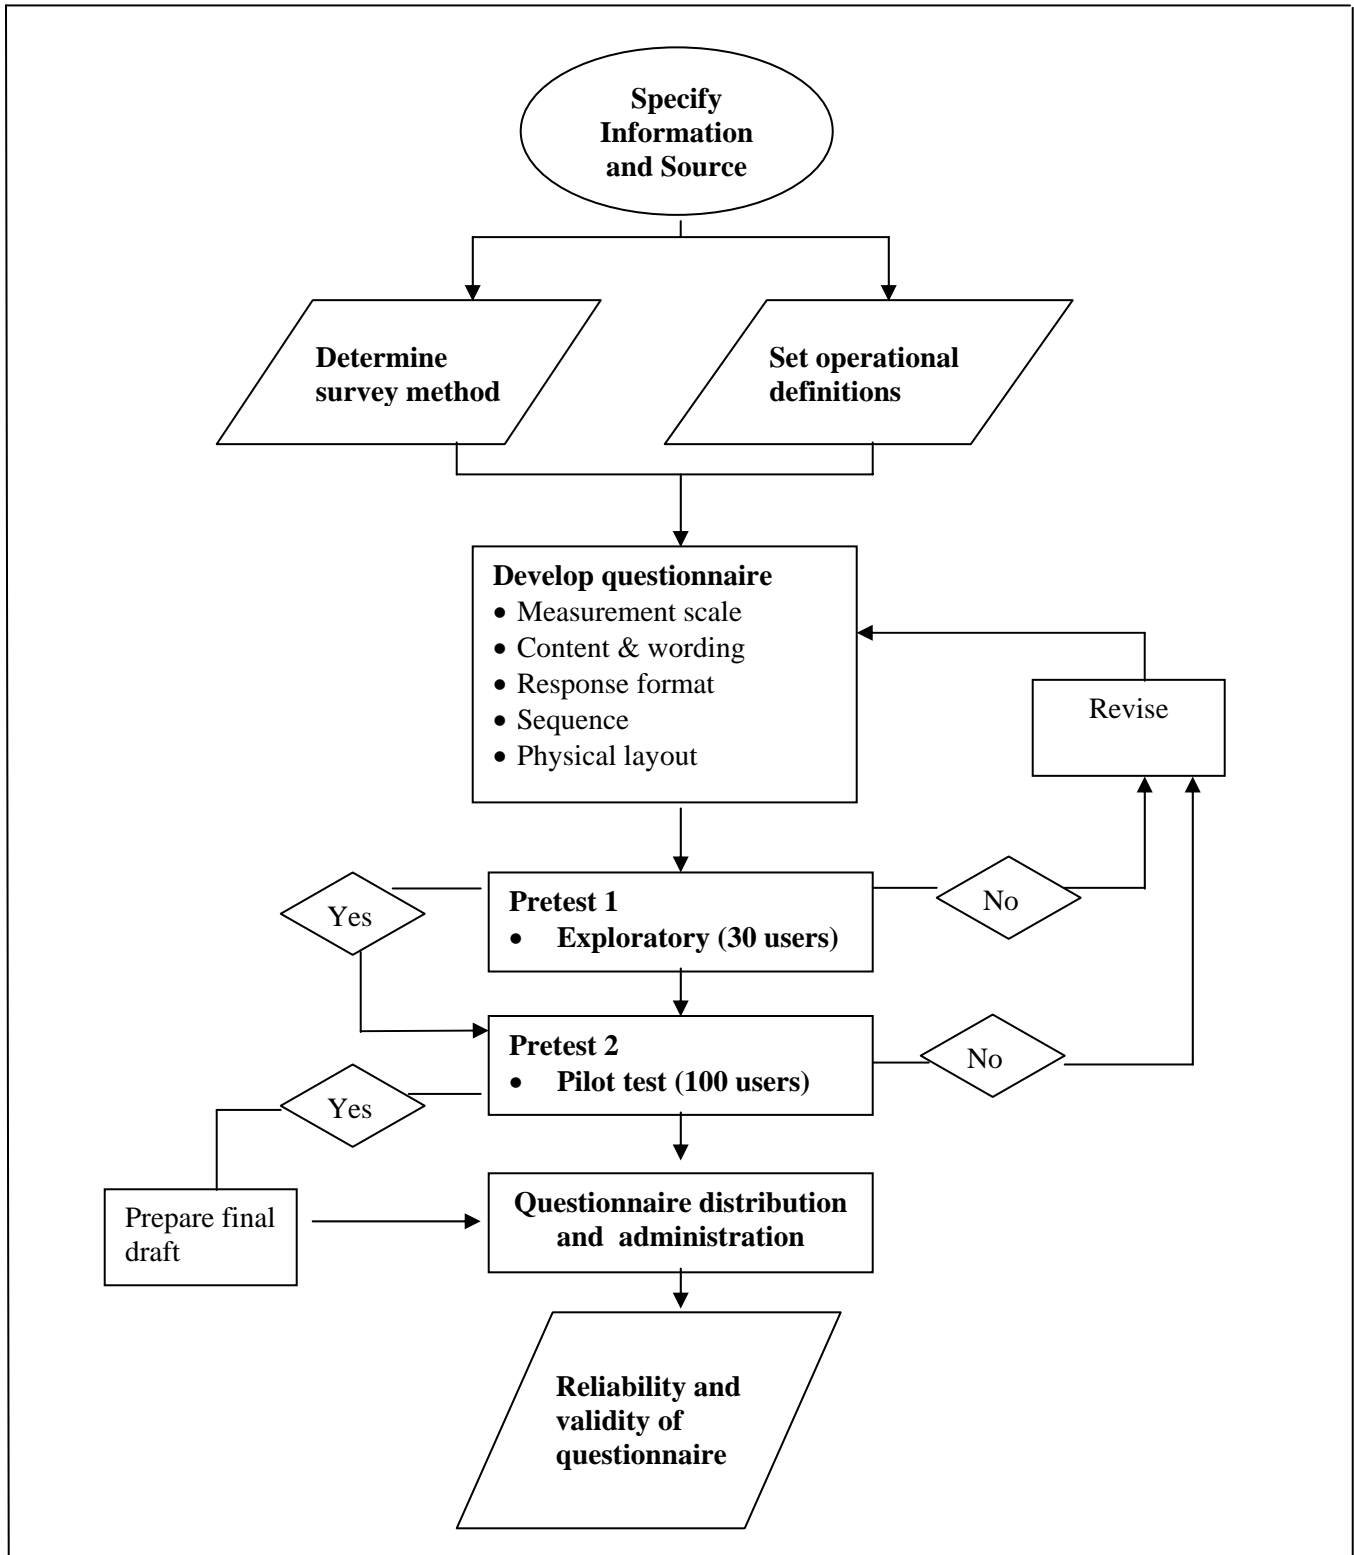 Specify
Information
and Source
Determine
survey method
Set operational
definitions
Develop questionnaire
• Measurement scale
• Content & wording
• Response format
• Sequence
• Physical layout
Revise
Yes
Pretest 1
• Exploratory (30 users)
No
Pretest 2
• Pilot test (100 users)
No
Yes
Prepare final
draft
Questionnaire distribution
and administration
Reliability and
validity of
questionnaire